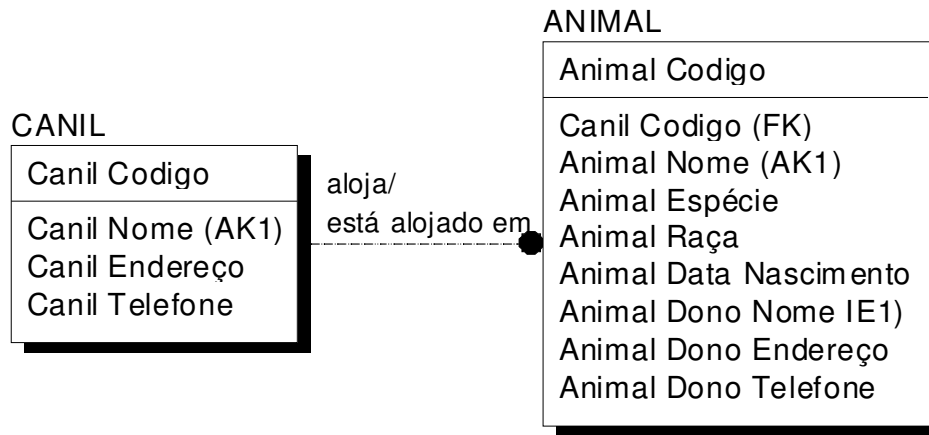 CANIL
Canil Codigo
Canil Nome (AK1)
Canil Endereço
Canil Telefone
aloja/
está alojado em
ANIMAL
Animal Codigo
Canil Codigo (FK)
Animal Nome (AK1)
Animal Espécie
Animal Raça
Animal Data Nascimento
Animal Dono Nome IE1)
Animal Dono Endereço
Animal Dono Telefone